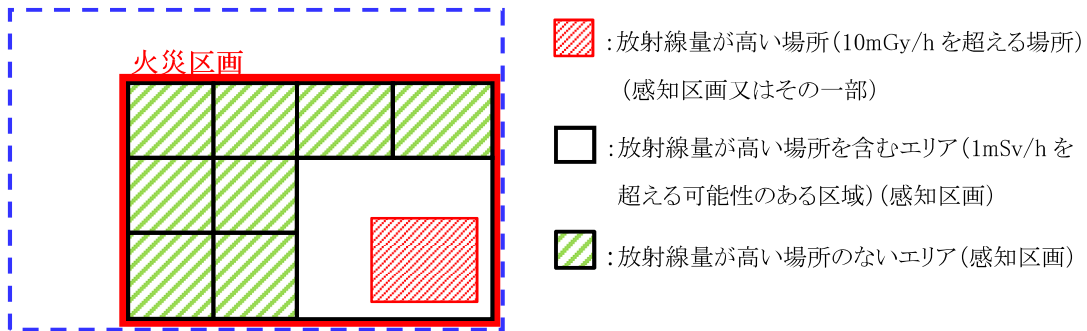 火災区画
：放射線量が高い場所（10mGy/h を超える場所）
（感知区画又はその一部）
：放射線量が高い場所を含むエリア（1mSv/h を
超える可能性のある区域）（感知区画）
：放射線量が高い場所のないエリア（感知区画）